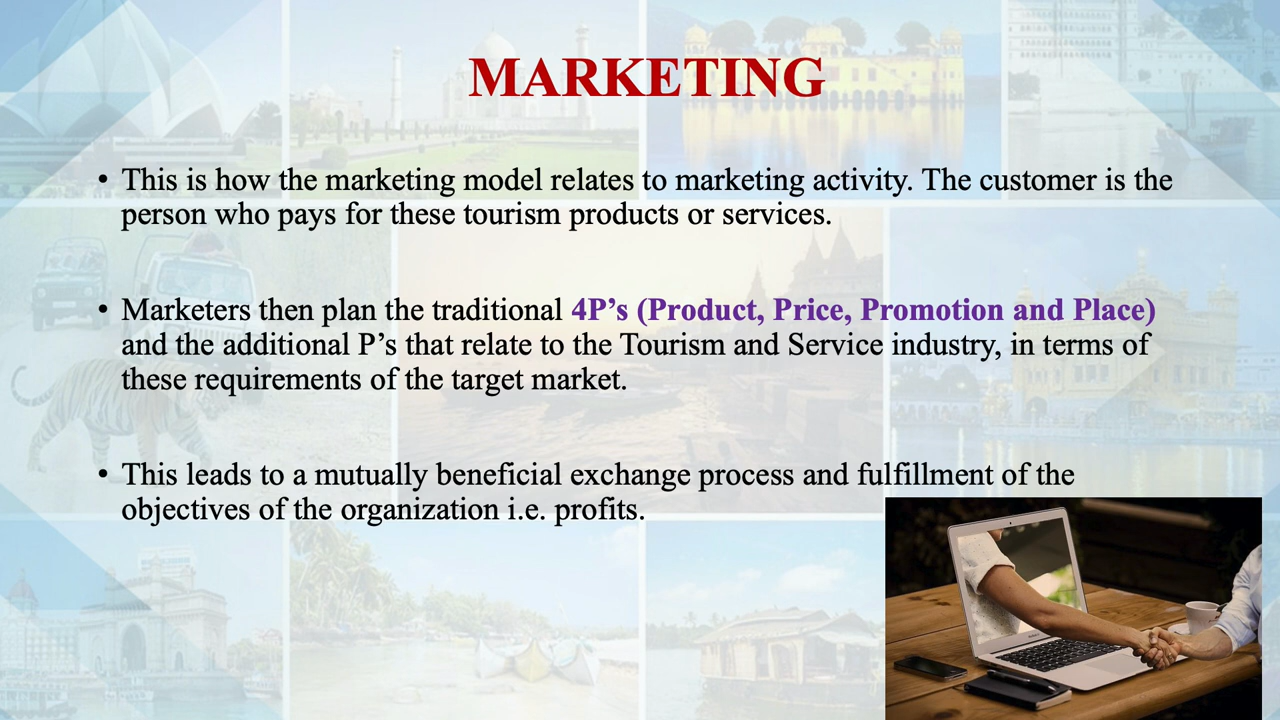 MARKETING
• This is how the marketing model relates to marketing activity. The customer is the
person who pays for these tourism products or services.
• Marketers then plan the traditional 4P’s (Product, Price, Promotion and Place)
and the additional P’s that relate to the Tourism and Service industry, in terms of
these requirements of the target market.
• This leads to a mutually beneficial exchange process and fulfillment of the
objectives of the organization i.e. profits.